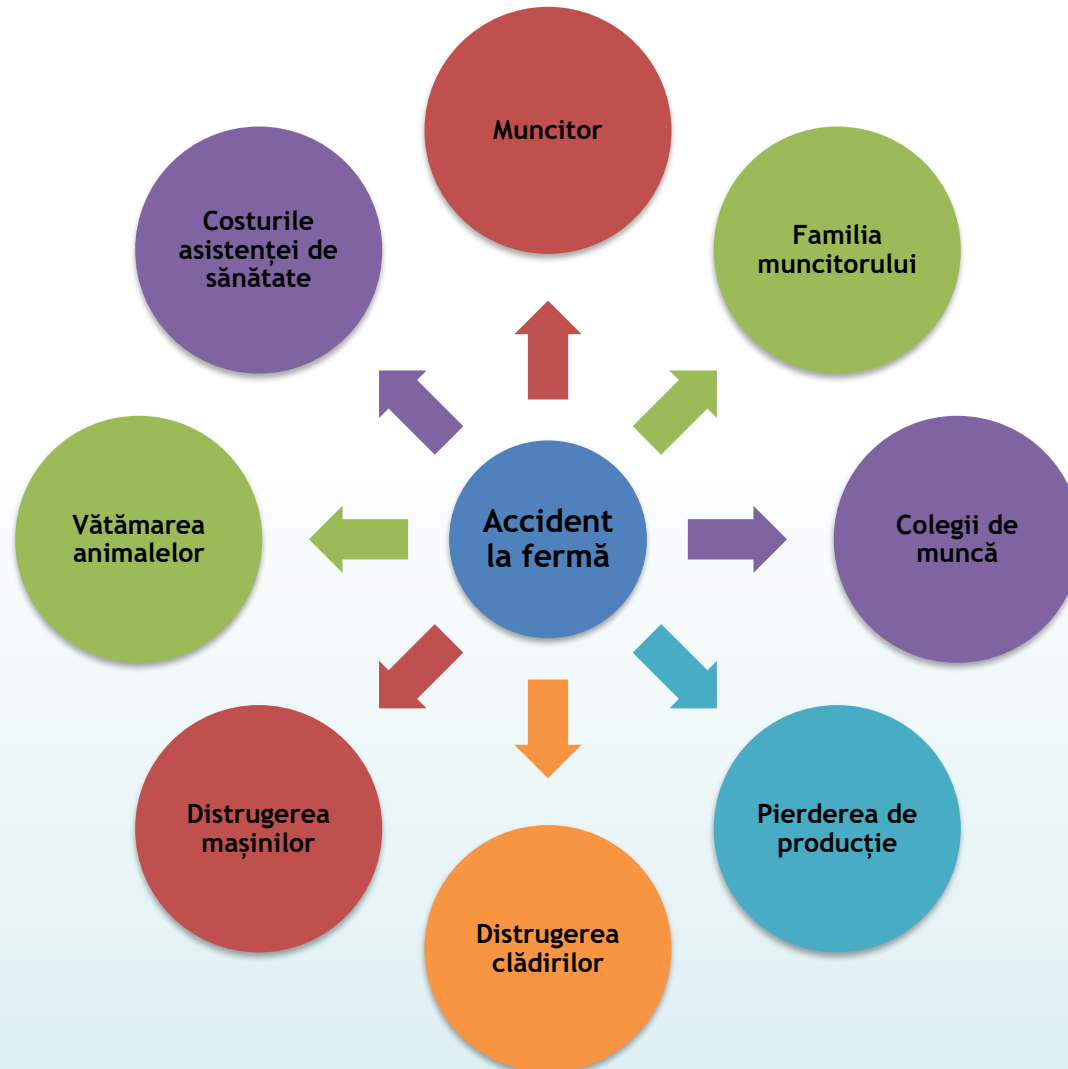 Muncitor
Costurile
asistenței de
sănătate
Familia
muncitorului
Vătămarea
animalelor
Accident
la fermă
Colegii de
muncă
Distrugerea
mașinilor
Pierderea de
producție
Distrugerea
clădirilor